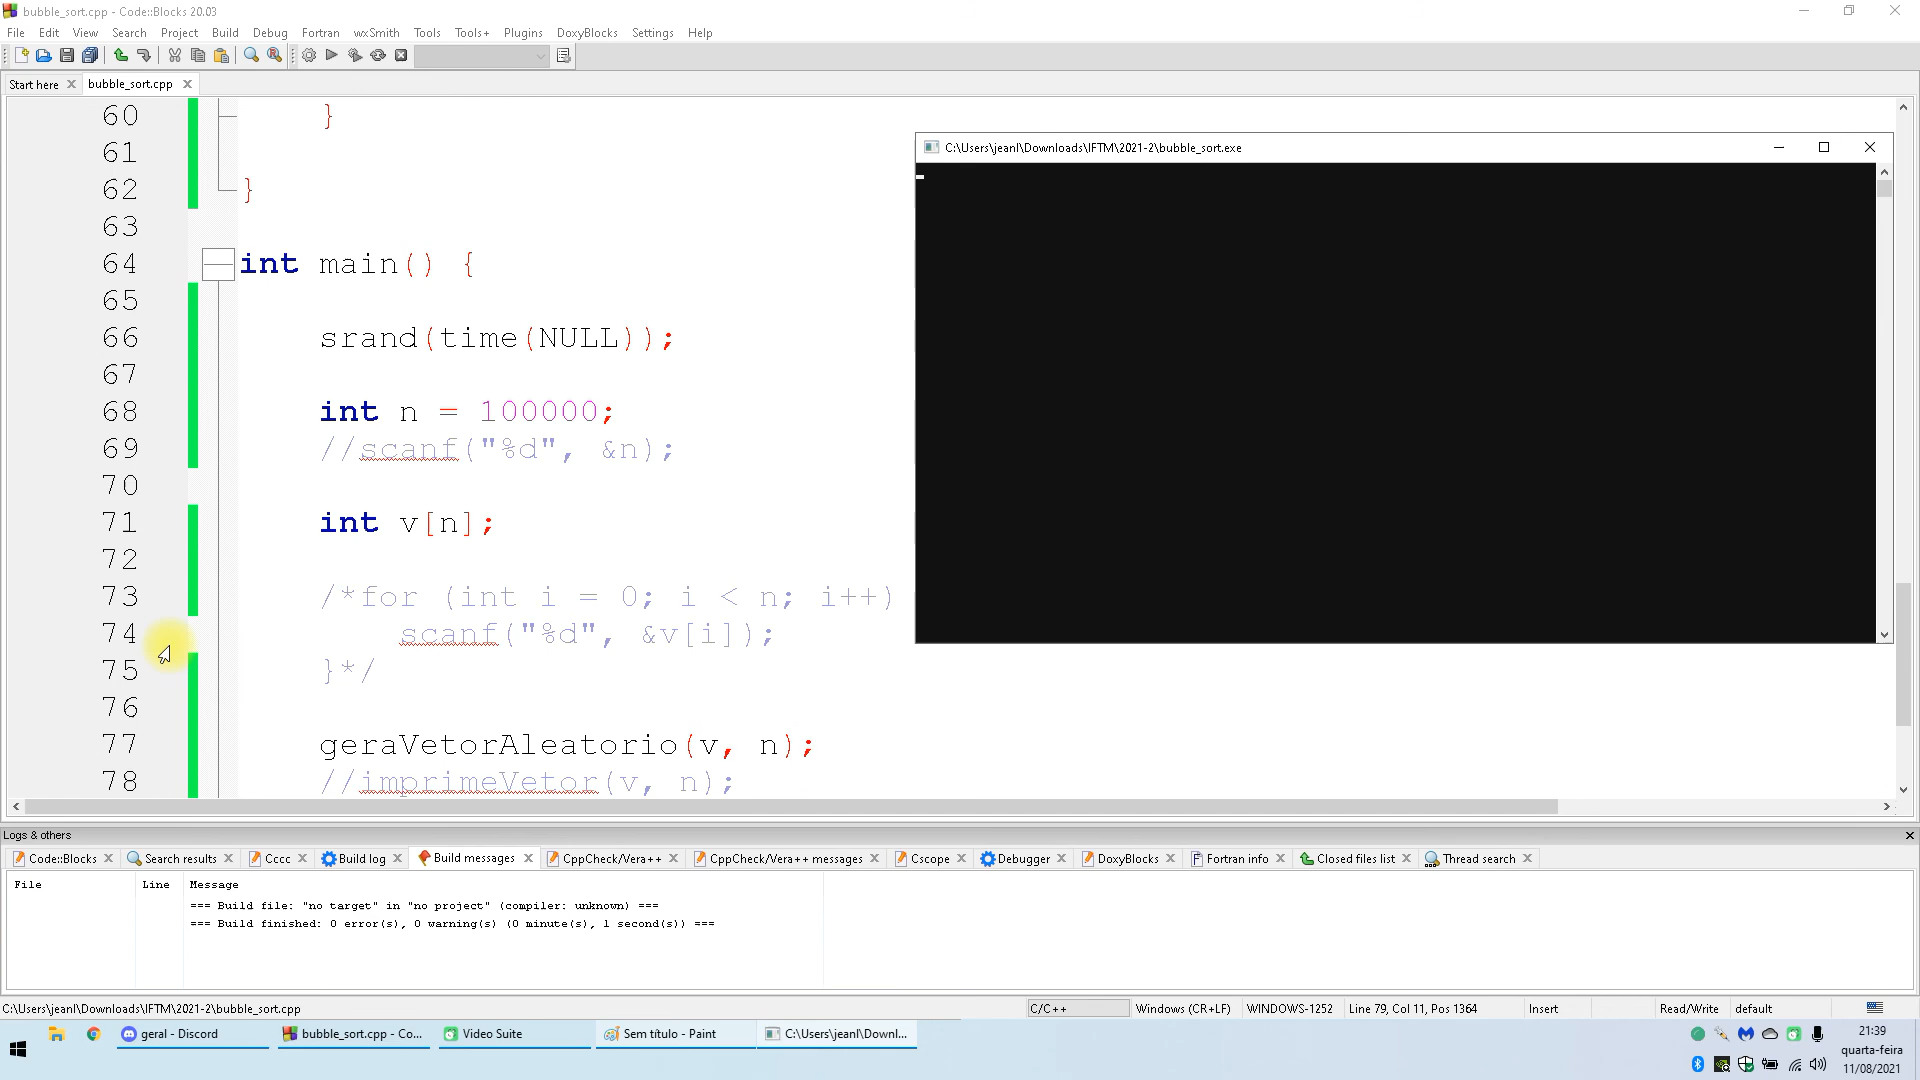 bubble_sort.cpp - Code::Blocks 20.03
File Edit View Search Project Build Debug Fortran wxSmith Tools Tools+ Plugins DoxyBlocks Settings Help
Start here bubble_sort.cpp
60 }
61
62 }
63
64 int main() {
65
66 srand(time(NULL));
67
68 int n = 100000;
69 //scanf("%d", &n);
70
71 int v[n];
72
73 /*for (int i = 0; i < n; i++)
74 scanf("%d", &v[i]);
75 }*/
76
77 geraVetorAleatorio(v, n);
78 //imprimeVetor(v, n);
C:\Users\jeanl\Downloads\IFTM\2021-2\bubble_sort.exe
Logs & others
Code::Blocks Search results Cccc Build log Build messages CppCheck/Vera++ CppCheck/Vera++ messages Cscope Debugger DoxyBlocks Fortran info Closed files list Thread search
File Line Message
=== Build file: "no target" in "no project" (compiler: unknown) ===
=== Build finished: 0 error(s), 0 warning(s) (0 minute(s), 1 second(s)) ===
C:\Users\jeanl\Downloads\IFTM\2021-2\bubble_sort.cpp C/C++ Windows (CR+LF) WINDOWS-1252 Line 79, Col 11, Pos 1364 Insert Read/Write default
geral - Discord bubble_sort.cpp - Co... Video Suite Sem título - Paint C:\Users\jeanl\Downl...
21:39
quarta-feira
11/08/2021